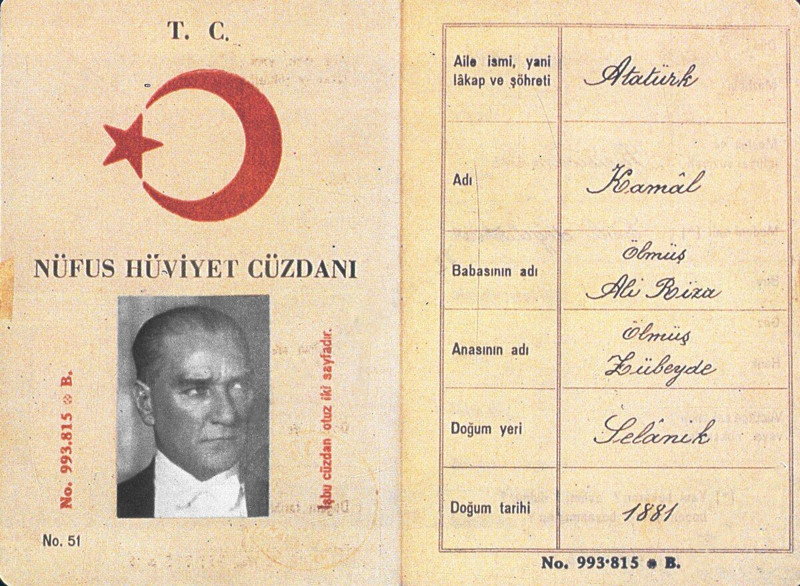 T. C.
NÜFUS HÜVİYET CÜZDANI
No. 993.815 B.
İşbu cüzdan otuz iki sayfadır.
No. 51
Aile ismi, yani
lâkap ve şöhreti
Atatürk
Adı
Kamâl
Babasının adı
Ölmüş
Ali Riza
Anasının adı
Ölmüş
Zübeyde
Doğum yeri
Selânik
Doğum tarihi
1881
No. 993·815 B.